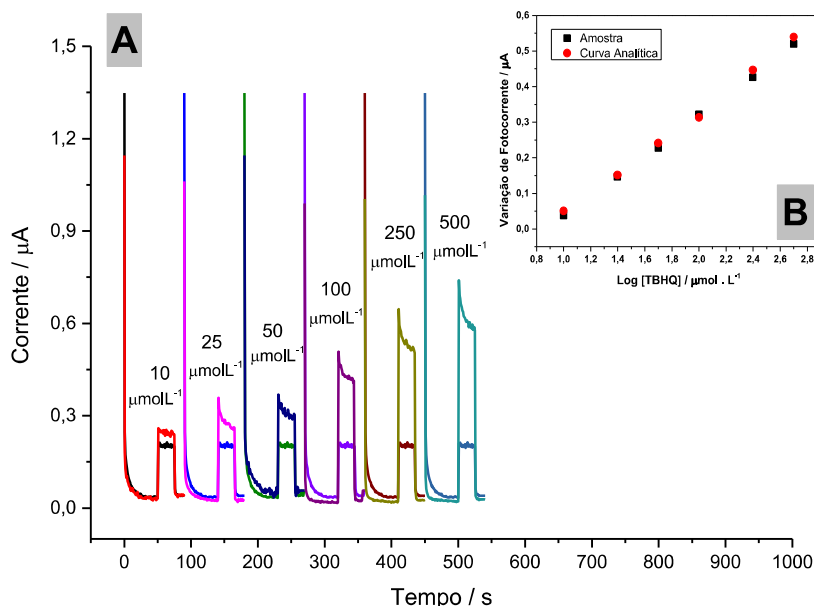 A
Corrente / µA
1,5
1,2
0,9
0,6
0,3
0,0
10
µmolL⁻¹
25
µmolL⁻¹
50
µmolL⁻¹
100
µmolL⁻¹
250
µmolL⁻¹
500
µmolL⁻¹
0 100 200 300 400 500 600 700 800 900 1000
Tempo / s
B
Variação de Fotocorrente / µA
0,6
0,5
0,4
0,3
0,2
0,1
0,0
Amostra
Curva Analítica
0,8 1,0 1,2 1,4 1,6 1,8 2,0 2,2 2,4 2,6 2,8
Log [TBHQ] / µmol . L⁻¹